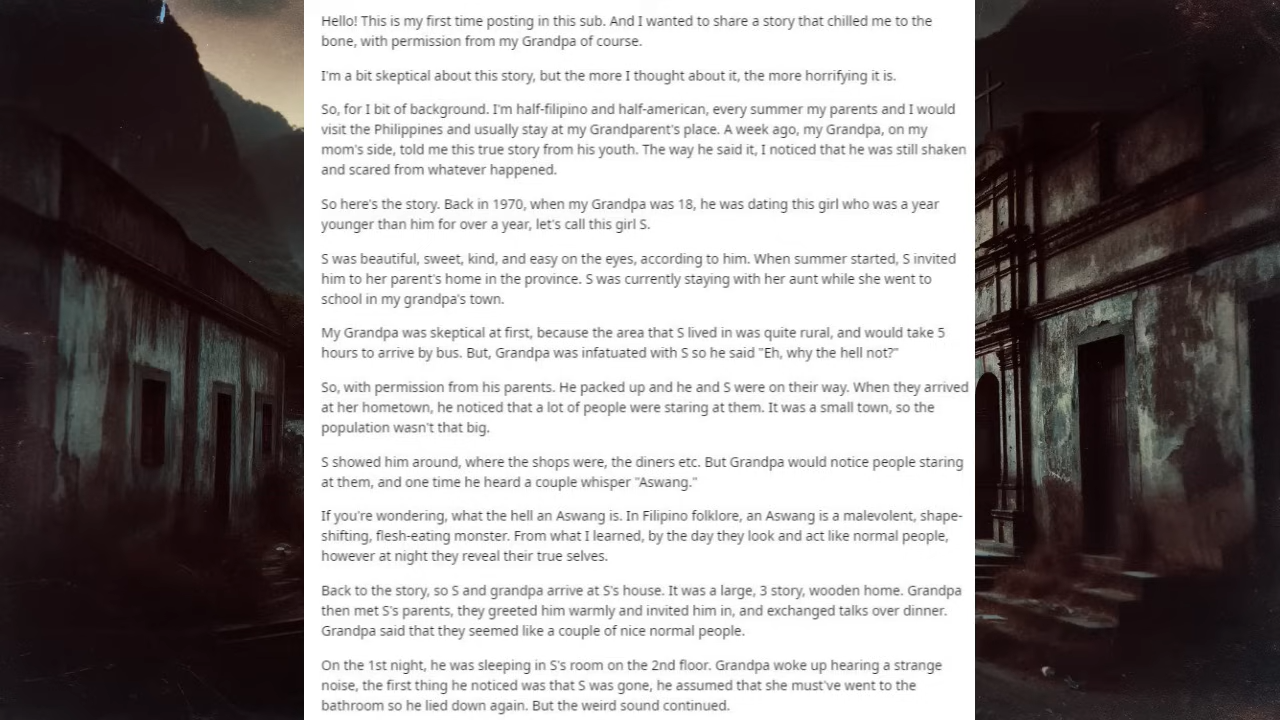 Hello! This is my first time posting in this sub. And I wanted to share a story that chilled me to the
bone, with permission from my Grandpa of course.
I'm a bit skeptical about this story, but the more I thought about it, the more horrifying it is.
So, for I bit of background. I'm half-filipino and half-american, every summer my parents and I would
visit the Philippines and usually stay at my Grandparent's place. A week ago, my Grandpa, on my
mom's side, told me this true story from his youth. The way he said it, I noticed that he was still shaken
and scared from whatever happened.
So here's the story. Back in 1970, when my Grandpa was 18, he was dating this girl who was a year
younger than him for over a year, let's call this girl S.
S was beautiful, sweet, kind, and easy on the eyes, according to him. When summer started, S invited
him to her parent's home in the province. S was currently staying with her aunt while she went to
school in my grandpa's town.
My Grandpa was skeptical at first, because the area that S lived in was quite rural, and would take 5
hours to arrive by bus. But, Grandpa was infatuated with S so he said "Eh, why the hell not?"
So, with permission from his parents. He packed up and he and S were on their way. When they arrived
at her hometown, he noticed that a lot of people were staring at them. It was a small town, so the
population wasn't that big.
S showed him around, where the shops were, the diners etc. But Grandpa would notice people staring
at them, and one time he heard a couple whisper "Aswang."
If you're wondering, what the hell an Aswang is. In Filipino folklore, an Aswang is a malevolent, shape-
shifting, flesh-eating monster. From what I learned, by the day they look and act like normal people,
however at night they reveal their true selves.
Back to the story, so S and grandpa arrive at S's house. It was a large, 3 story, wooden home. Grandpa
then met S's parents, they greeted him warmly and invited him in, and exchanged talks over dinner.
Grandpa said that they seemed like a couple of nice normal people.
On the 1st night, he was sleeping in S's room on the 2nd floor. Grandpa woke up hearing a strange
noise, the first thing he noticed was that S was gone, he assumed that she must've went to the
bathroom so he lied down again. But the weird sound continued.